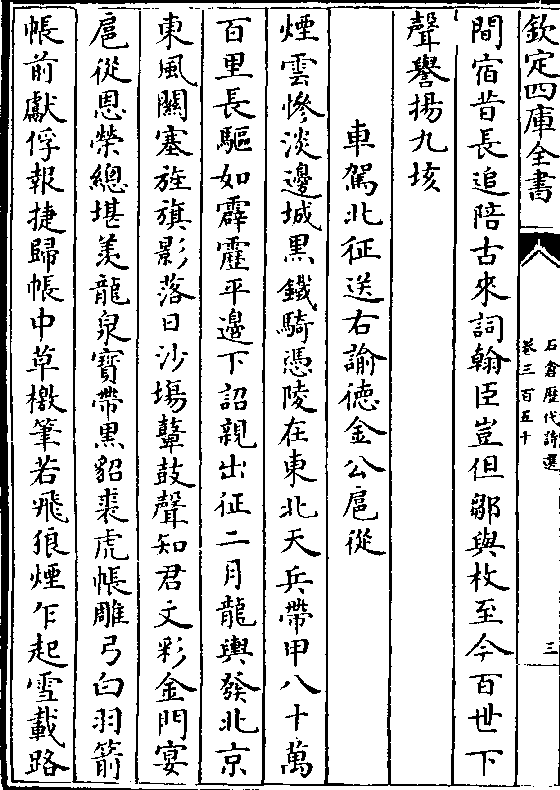 欽定四庫全書
石倉歷代詩選
卷三百五十
三
間宿昔長追陪古來詞翰臣豈但鄒與枚至今百世下
聲譽揚九垓
車駕北征送右諭徳金公扈從
煙雲慘淡邊城黒鐵騎憑陵在東北天兵帶甲八十萬
百里長驅如霹靂平邊下詔親出征二月龍輿發北京
東風關塞旌旗影落日沙塲鼙鼓聲知君文彩金門宴
扈從恩榮總堪羡龍泉寳帶黒貂裘虎帳雕弓白羽箭
帳前獻俘報捷歸帳中草檄筆若飛狼煙乍起雪載路